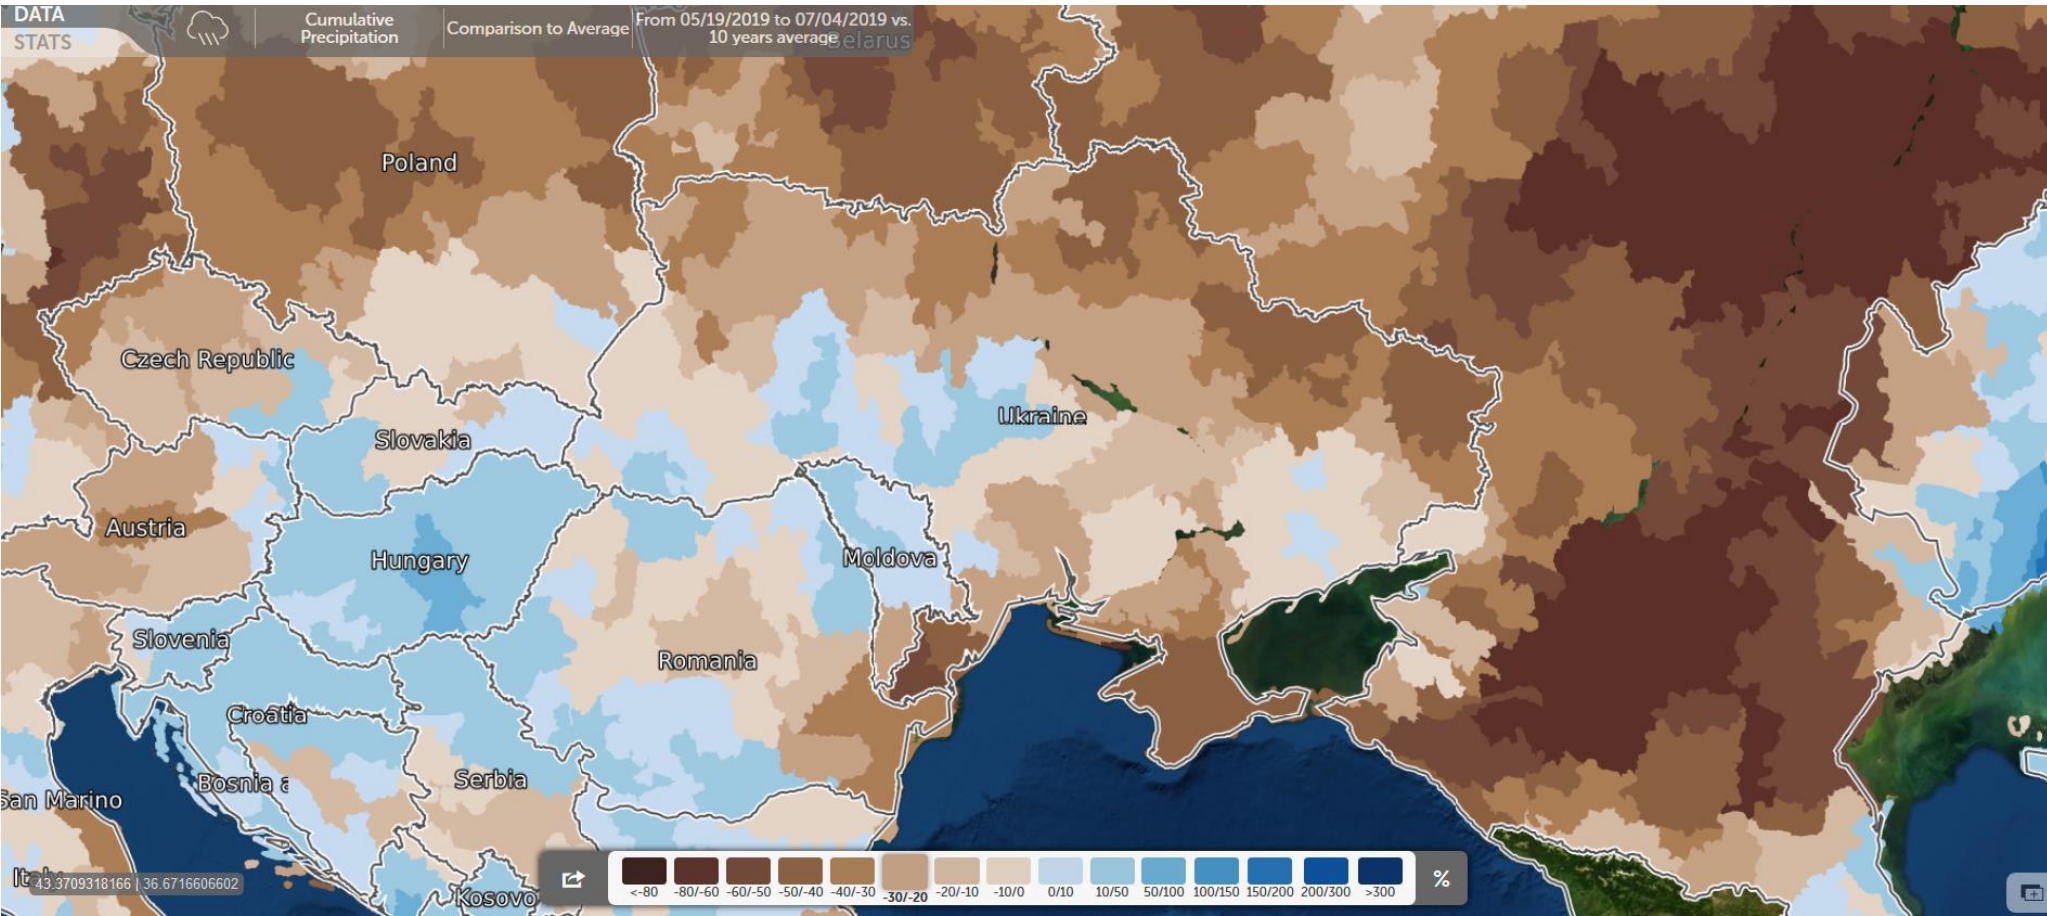 DATA
STATS
Cumulative
Precipitation
Comparison to Average
From 05/19/2019 to 07/04/2019 vs.
10 years average
Belarus
Poland
Czech Republic
Ukraine
Slovakia
Austria
Hungary
Moldova
Slovenia
Romania
Croatia
Serbia
Bosnia a
San Marino
Italy
43.3709318166 | 36.6716606602
Kosovo
<-80 -80/-60 -60/-50 -50/-40 -40/-30 -30/-20 -20/-10 -10/0 0/10 10/50 50/100 100/150 150/200 200/300 >300 %